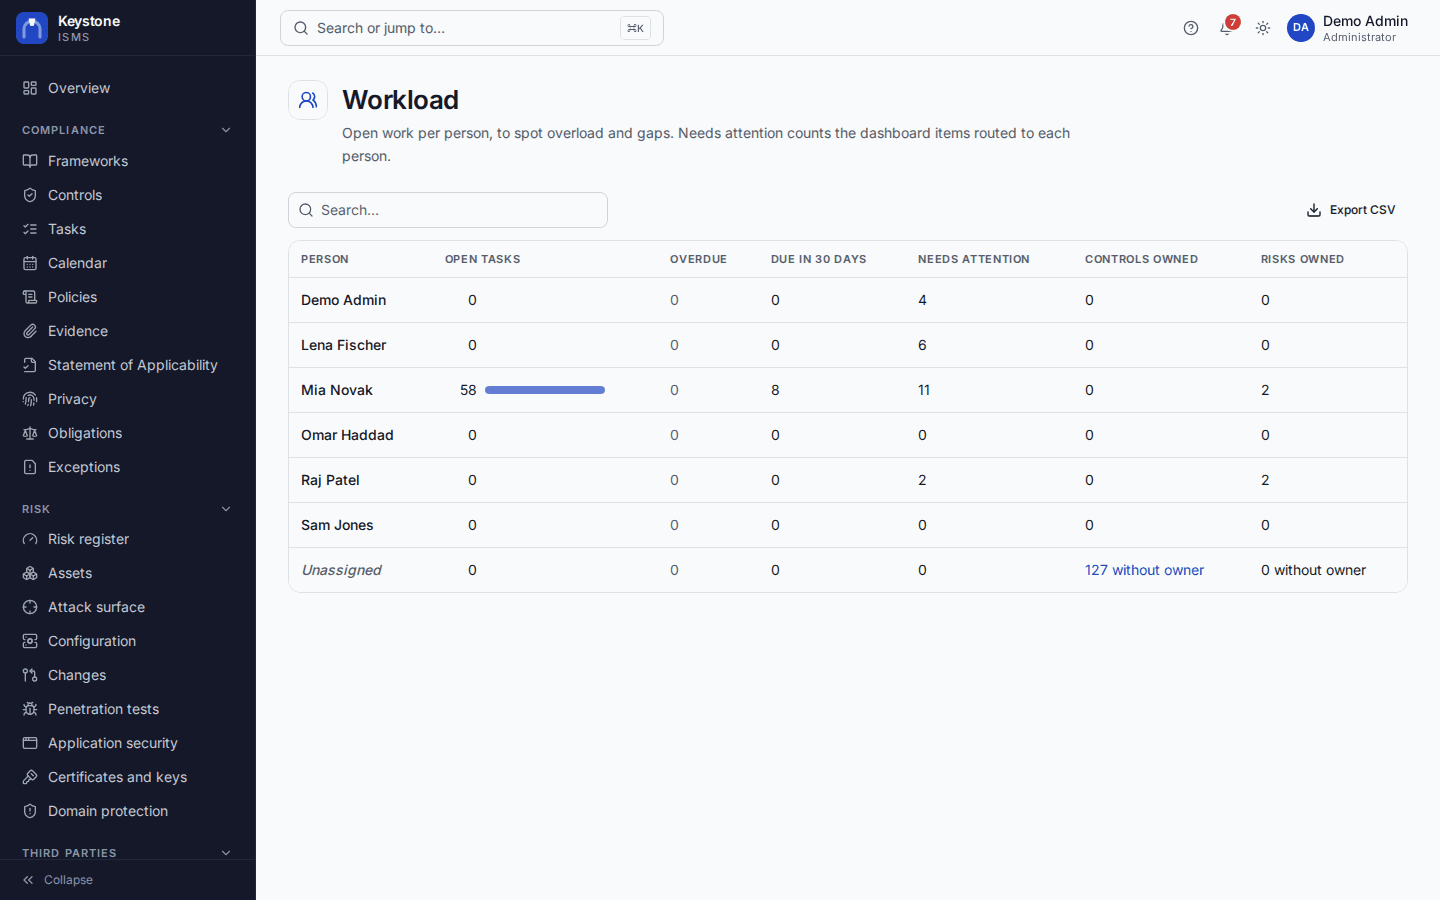 Keystone
ISMS
Search or jump to...
⌘K
7
DA
Demo Admin
Administrator
Overview
COMPLIANCE
Frameworks
Controls
Tasks
Calendar
Policies
Evidence
Statement of Applicability
Privacy
Obligations
Exceptions
RISK
Risk register
Assets
Attack surface
Configuration
Changes
Penetration tests
Application security
Certificates and keys
Domain protection
THIRD PARTIES
Collapse
Workload
Open work per person, to spot overload and gaps. Needs attention counts the dashboard items routed to each
person.
Search...
Export CSV
PERSON OPEN TASKS OVERDUE DUE IN 30 DAYS NEEDS ATTENTION CONTROLS OWNED RISKS OWNED
Demo Admin 0 0 0 4 0 0
Lena Fischer 0 0 0 6 0 0
Mia Novak 58 0 8 11 0 2
Omar Haddad 0 0 0 0 0 0
Raj Patel 0 0 0 2 0 2
Sam Jones 0 0 0 0 0 0
Unassigned 0 0 0 0 127 without owner 0 without owner